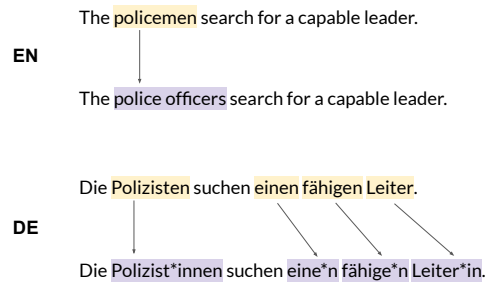 The policemen search for a capable leader.
EN
The police officers search for a capable leader.
Die Polizisten suchen einen fähigen Leiter.
DE
Die Polizist*innen suchen eine*n fähige*n Leiter*in.